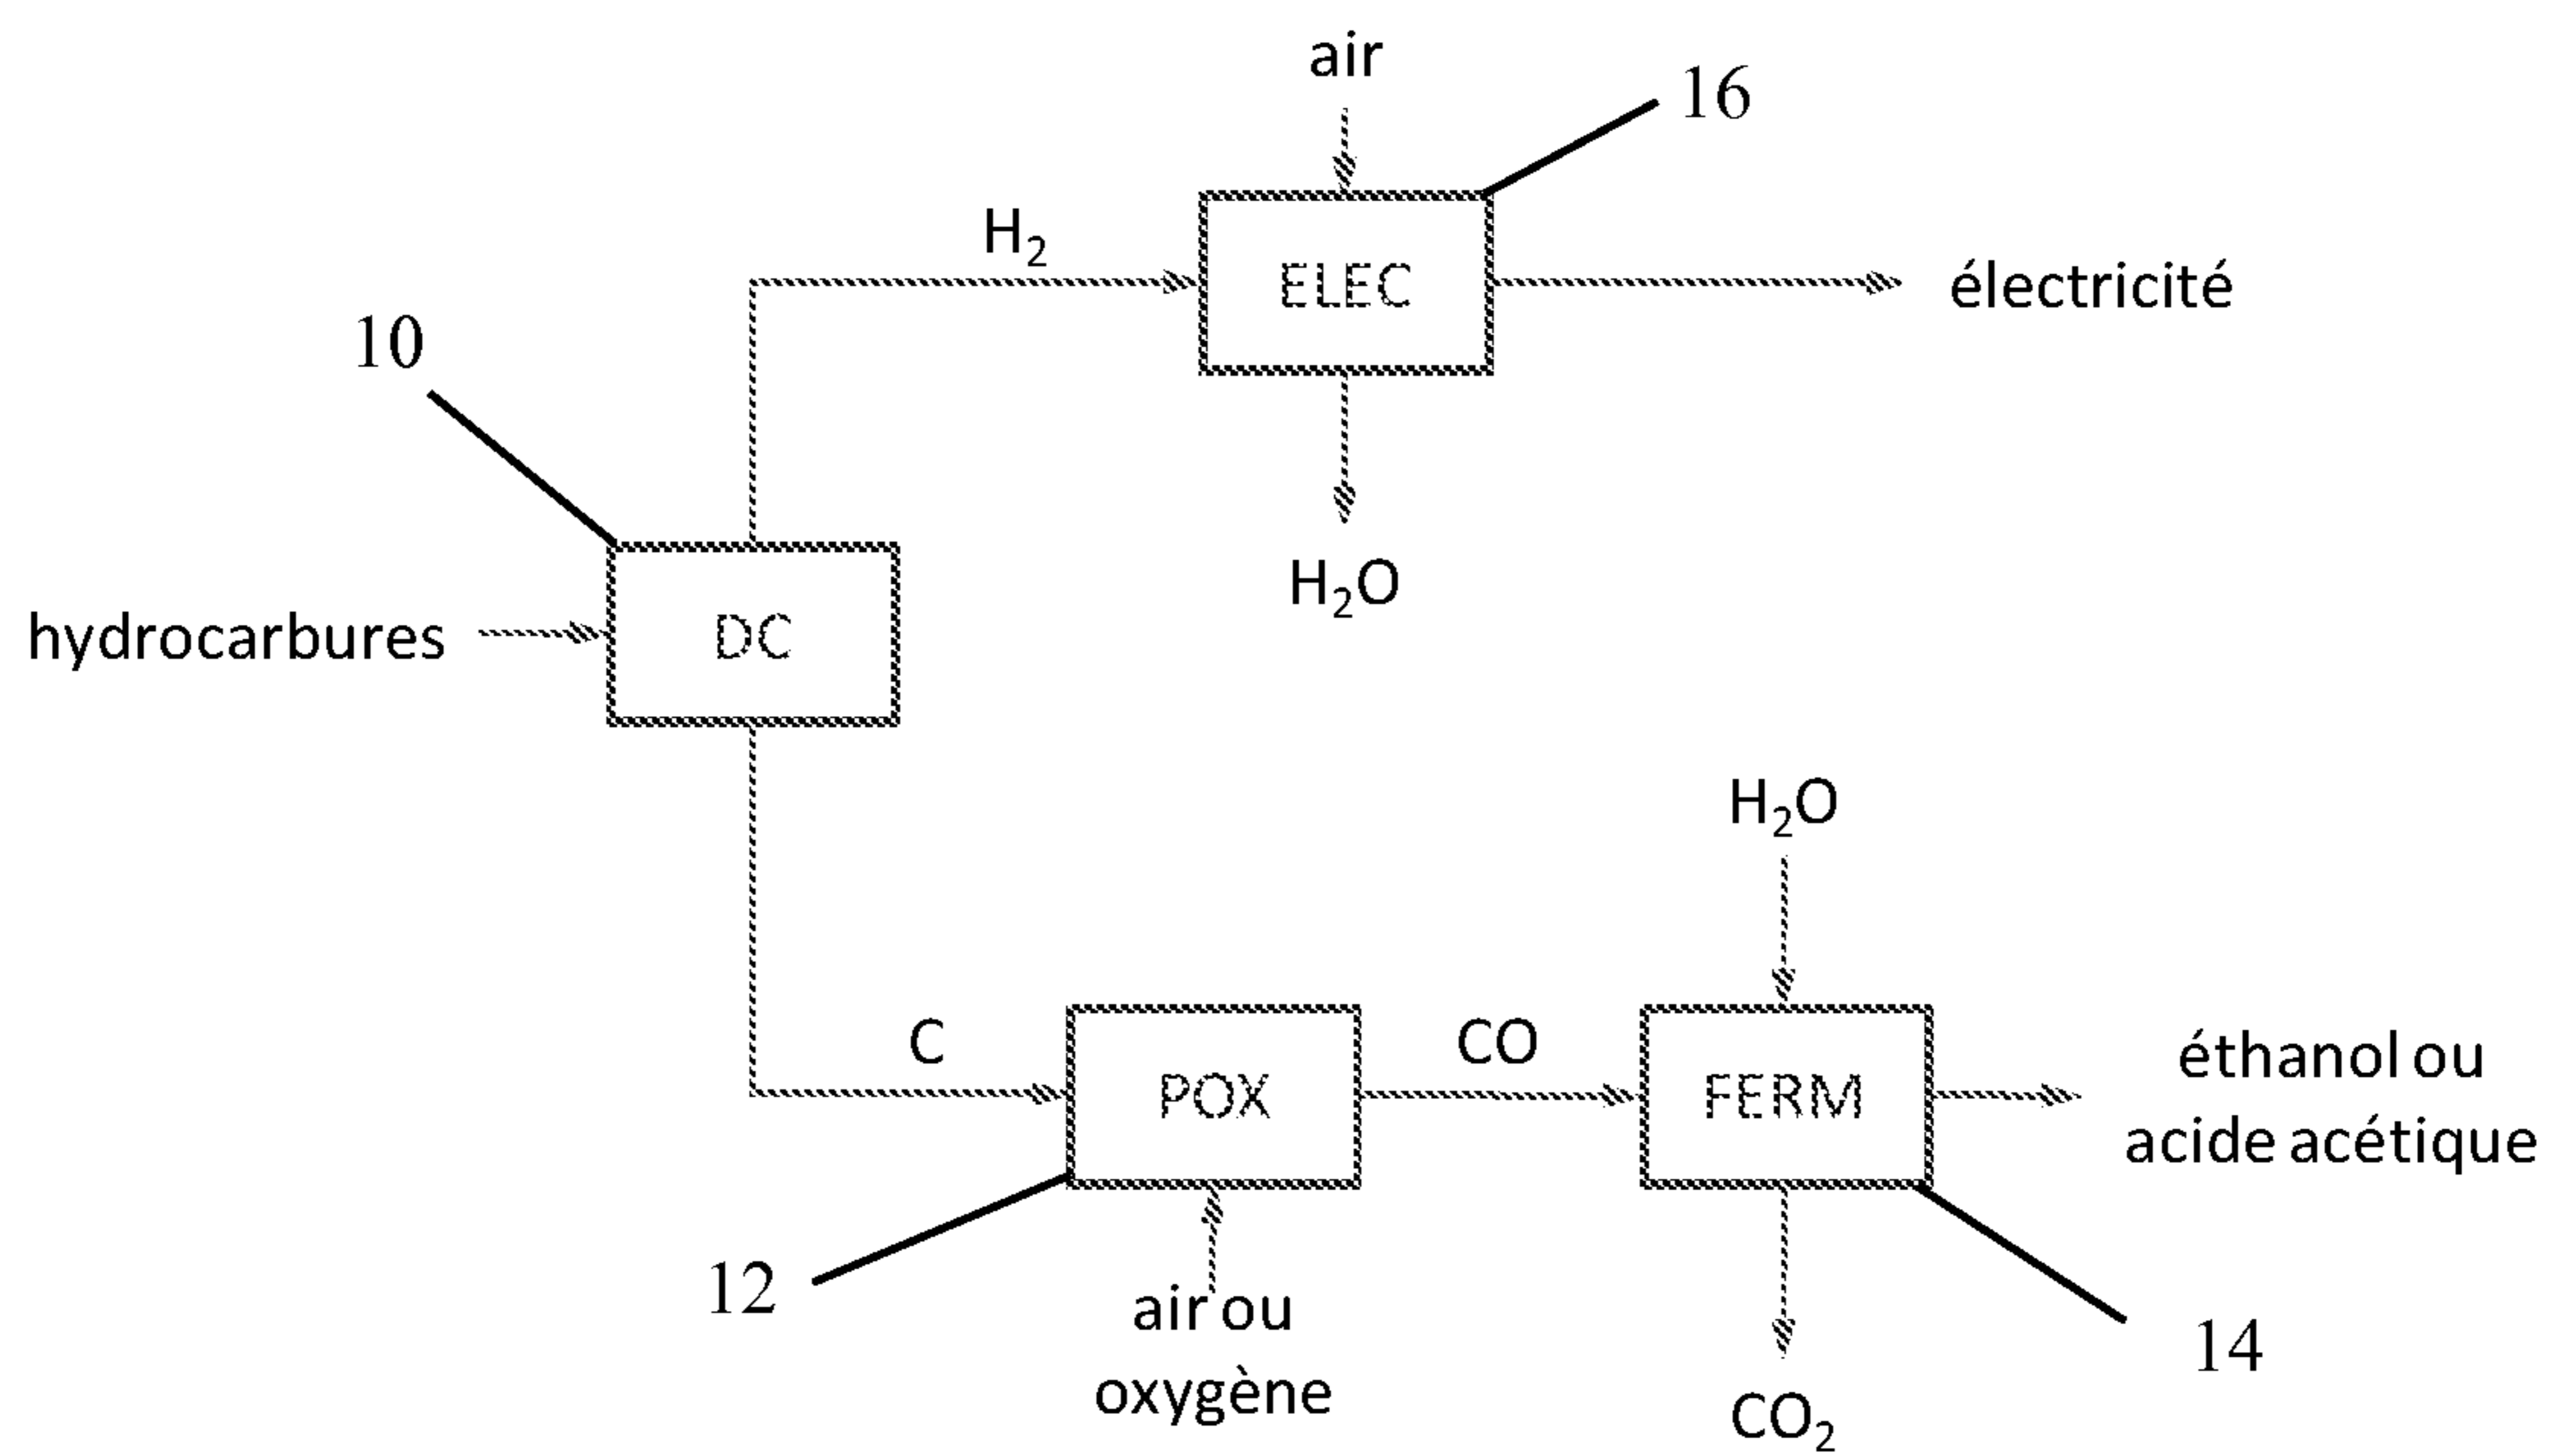 air
16
H₂
ELEC
électricité
10
H₂O
hydrocarbures
DC
H₂O
C
CO
POX
FERM
éthanol ou
acide acétique
12
air ou
oxygène
14
CO₂